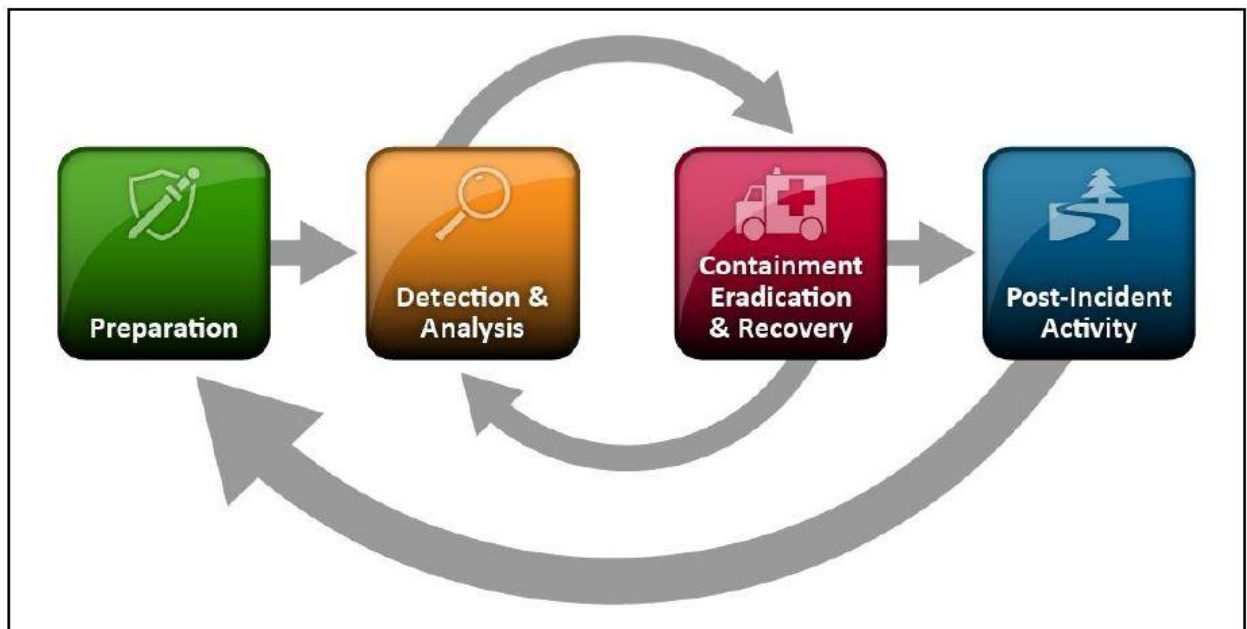 Preparation
Detection &
Analysis
Containment
Eradication
& Recovery
Post-Incident
Activity